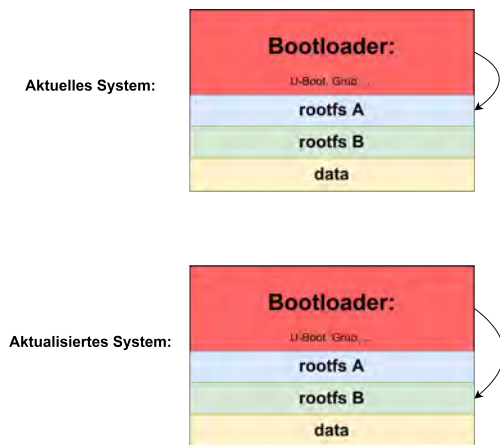 Bootloader:
Aktuelles System:
U-Boot, Grub, ...
rootfs A
rootfs B
data
Bootloader:
Aktualisiertes System:
U-Boot, Grub, ...
rootfs A
rootfs B
data